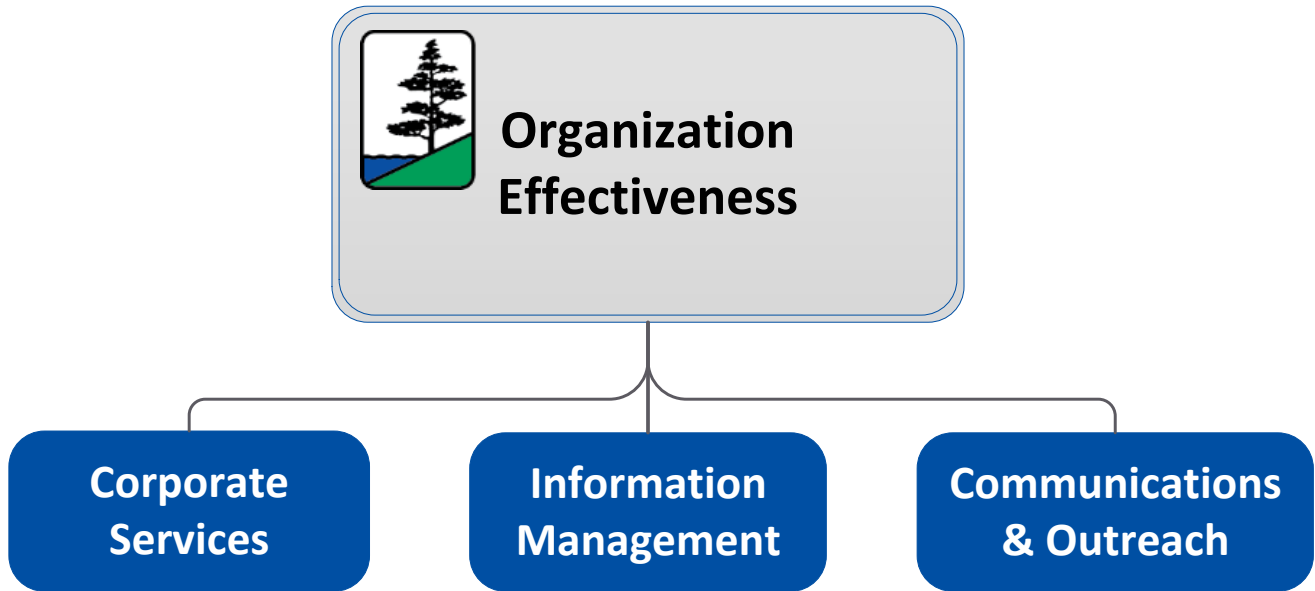 Organization
Effectiveness
Corporate
Services
Information
Management
Communications
& Outreach